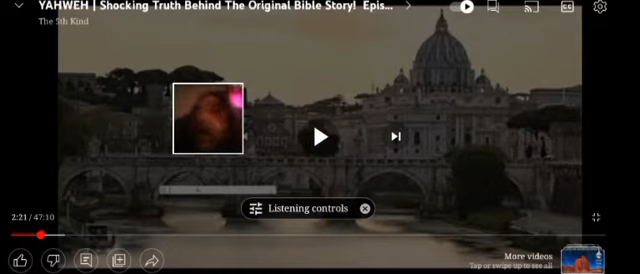 YAHWEH | Shocking Truth Behind The Original Bible Story! Epis...
The 5th Kind
CC
Listening controls
2:21 / 47:10
More videos
Tap or swipe up to see all